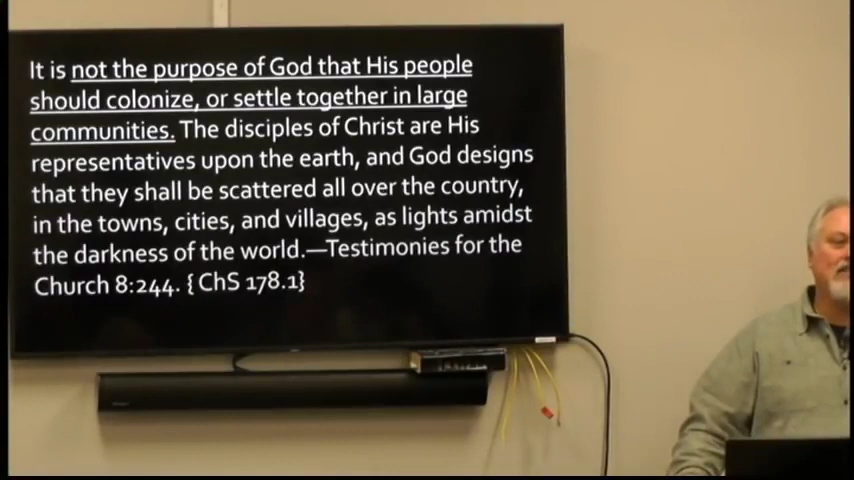 It is not the purpose of God that His people
should colonize, or settle together in large
communities. The disciples of Christ are His
representatives upon the earth, and God designs
that they shall be scattered all over the country,
in the towns, cities, and villages, as lights amidst
the darkness of the world.—Testimonies for the
Church 8:244. { ChS 178.1}